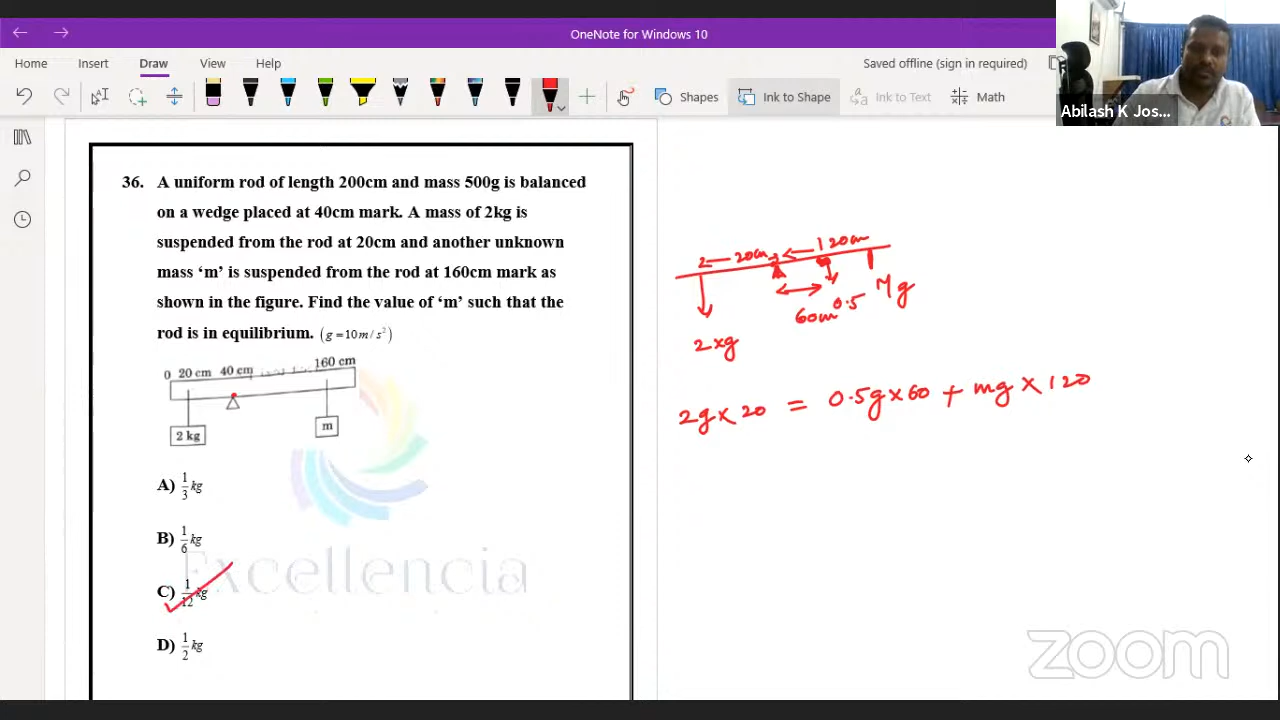 OneNote for Windows 10
Home Insert Draw View Help
Saved offline (sign in required)
Shapes Ink to Shape Ink to Text Math
Abilash K Jos...
36. A uniform rod of length 200cm and mass 500g is balanced
on a wedge placed at 40cm mark. A mass of 2kg is
suspended from the rod at 20cm and another unknown
mass ‘m’ is suspended from the rod at 160cm mark as
shown in the figure. Find the value of ‘m’ such that the
rod is in equilibrium. (g=10m/s²)
0 20 cm 40 cm 160 cm
2 kg
m
A) 1/3 kg
B) 1/6 kg
C) 1/12 kg
D) 1/2 kg
Excellencia
20cm 120cm
60cm 0.5 Mg
2xg
2g×20 = 0.5g×60 + mg×120
zoom